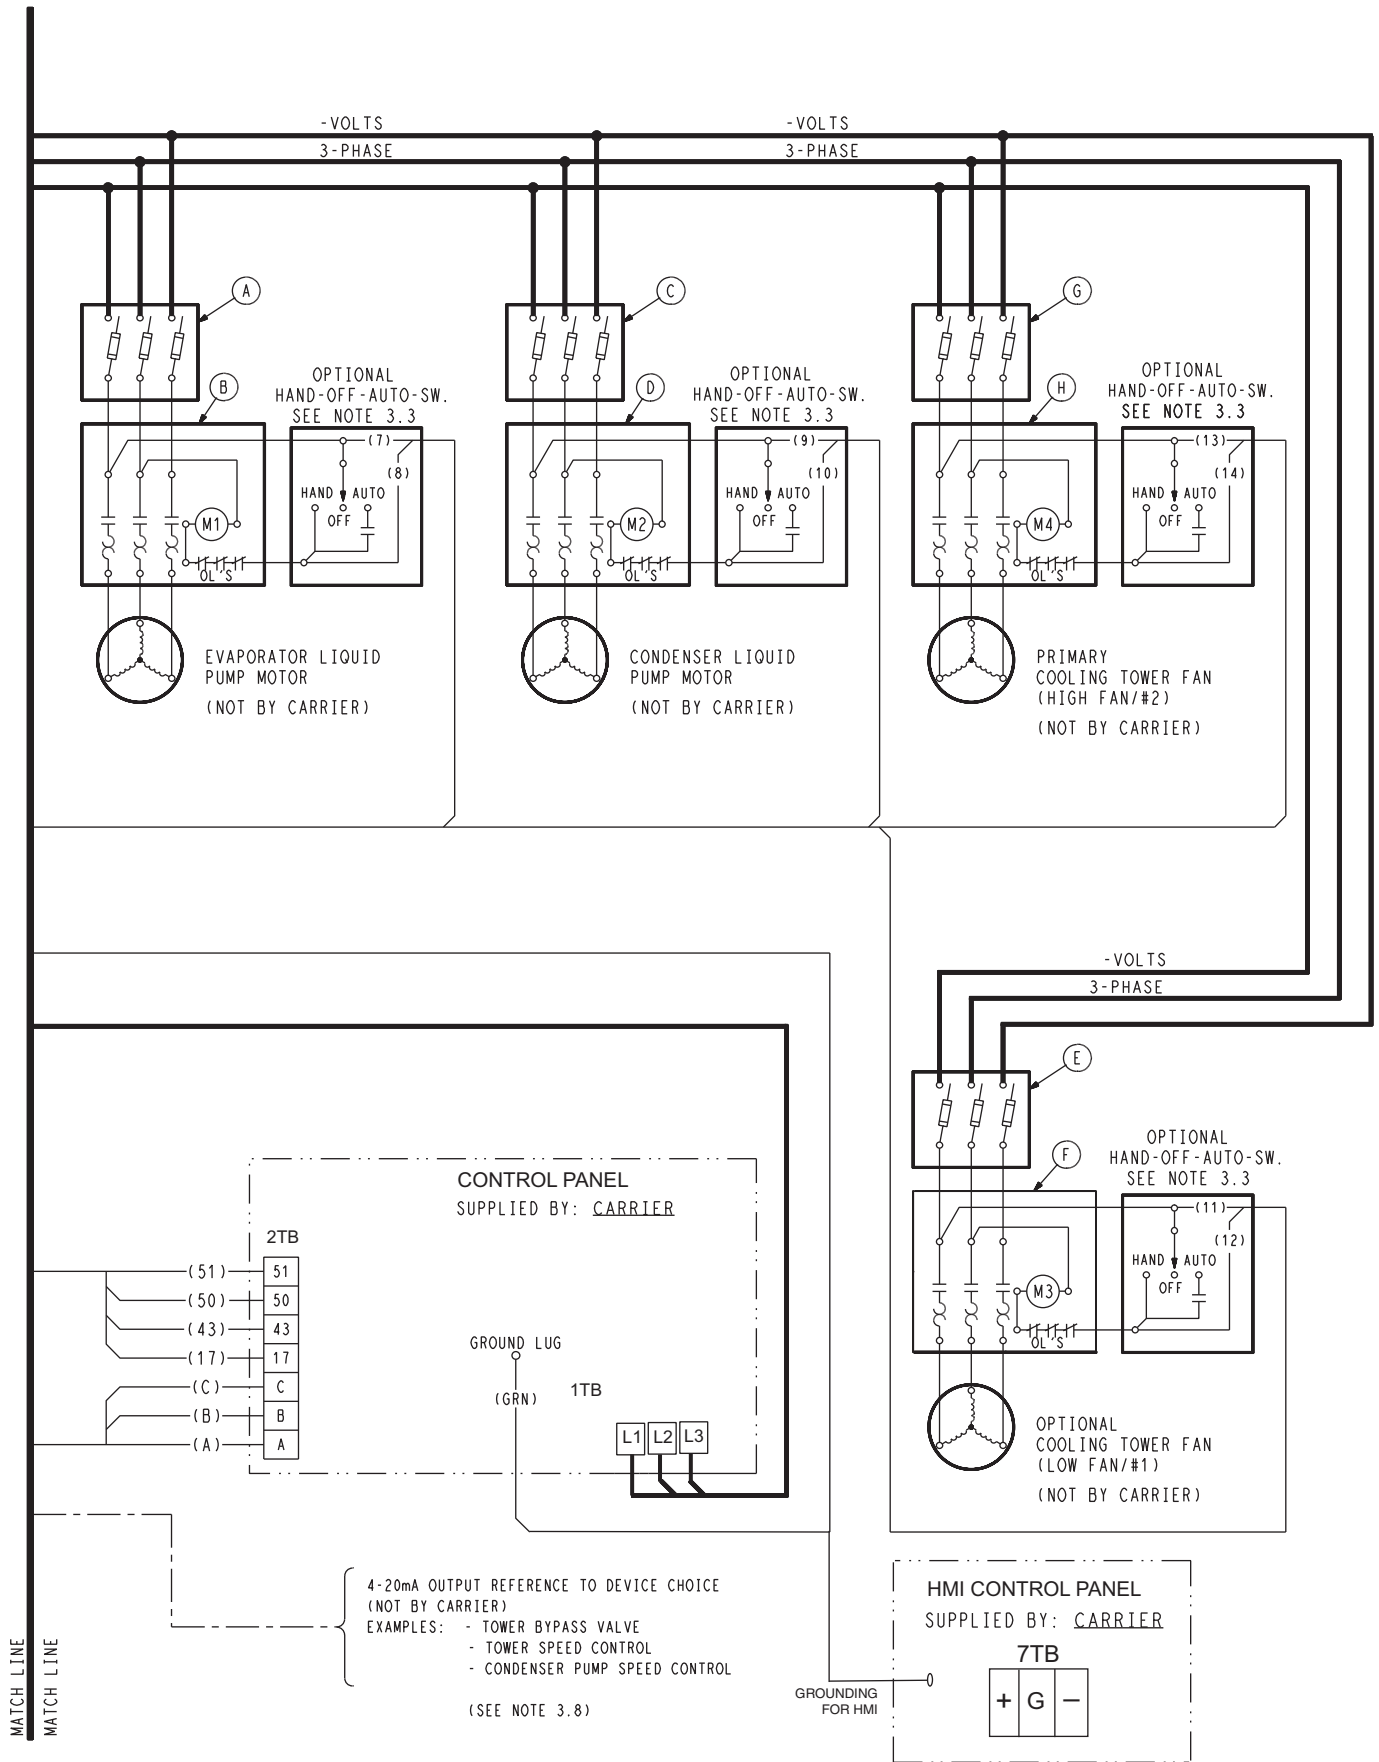 -VOLTS
3-PHASE
-VOLTS
3-PHASE
A
C
G
OPTIONAL
HAND-OFF-AUTO-SW.
SEE NOTE 3.3
B
(7)
(8)
HAND
AUTO
OFF
M1
OL'S
EVAPORATOR LIQUID
PUMP MOTOR
(NOT BY CARRIER)
OPTIONAL
HAND-OFF-AUTO-SW.
SEE NOTE 3.3
D
(9)
(10)
HAND
AUTO
OFF
M2
OL'S
CONDENSER LIQUID
PUMP MOTOR
(NOT BY CARRIER)
OPTIONAL
HAND-OFF-AUTO-SW.
SEE NOTE 3.3
H
(13)
(14)
HAND
AUTO
OFF
M4
OL'S
PRIMARY
COOLING TOWER FAN
(HIGH FAN/#2)
(NOT BY CARRIER)
-VOLTS
3-PHASE
E
OPTIONAL
HAND-OFF-AUTO-SW.
SEE NOTE 3.3
F
(11)
(12)
HAND
AUTO
OFF
M3
OL'S
OPTIONAL
COOLING TOWER FAN
(LOW FAN/#1)
(NOT BY CARRIER)
CONTROL PANEL
SUPPLIED BY: CARRIER
2TB
(51) 51
(50) 50
(43) 43
(17) 17
(C) C
(B) B
(A) A
GROUND LUG
(GRN)
1TB
L1 L2 L3
4-20mA OUTPUT REFERENCE TO DEVICE CHOICE
(NOT BY CARRIER)
EXAMPLES: - TOWER BYPASS VALVE
- TOWER SPEED CONTROL
- CONDENSER PUMP SPEED CONTROL
(SEE NOTE 3.8)
HMI CONTROL PANEL
SUPPLIED BY: CARRIER
7TB
+ G −
GROUNDING
FOR HMI
MATCH LINE
MATCH LINE